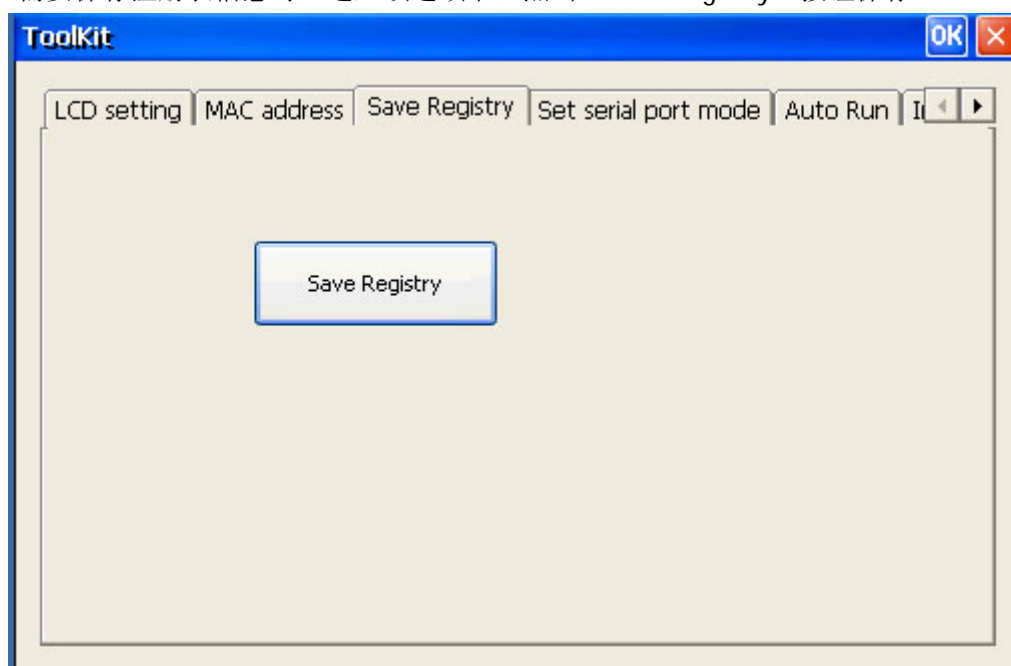 ToolKit
OK
LCD setting MAC address Save Registry Set serial port mode Auto Run
Save Registry